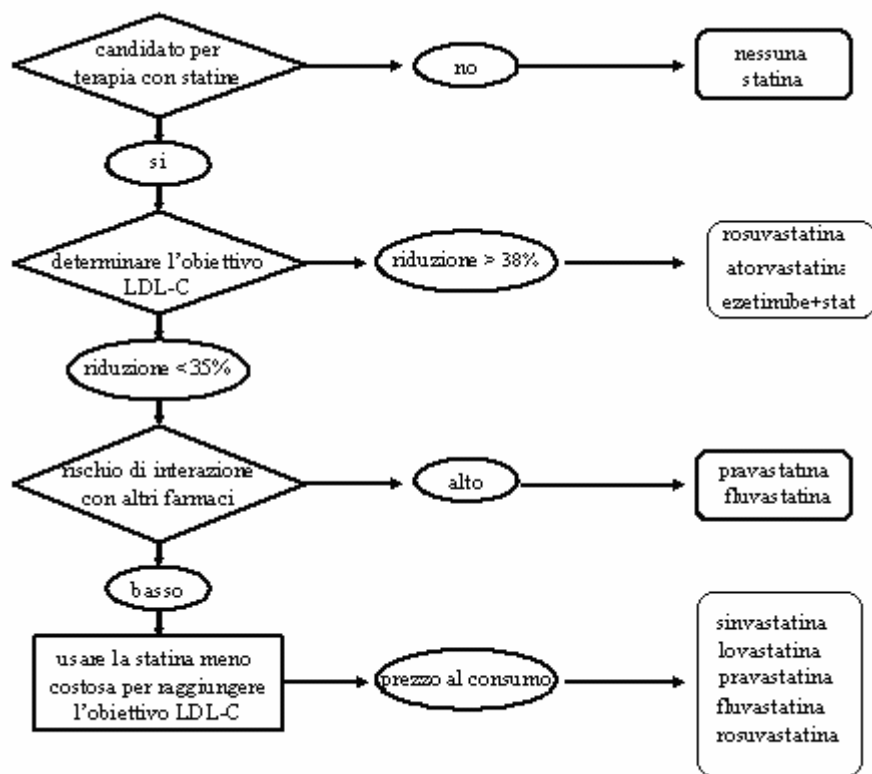 candidato per
terapia con statine
no
nessuna
statina
si
determinare l'obiettivo
LDL-C
riduzione > 38%
rosuvastatina
atorvastatina
ezetimibe+stat
riduzione <35%
rischio di interazione
con altri farmaci
alto
pravastatina
fluvastatina
basso
usare la statina meno
costosa per raggiungere
l'obiettivo LDL-C
prezzo al consumo
sinvastatina
lovastatina
pravastatina
fluvastatina
rosuvastatina